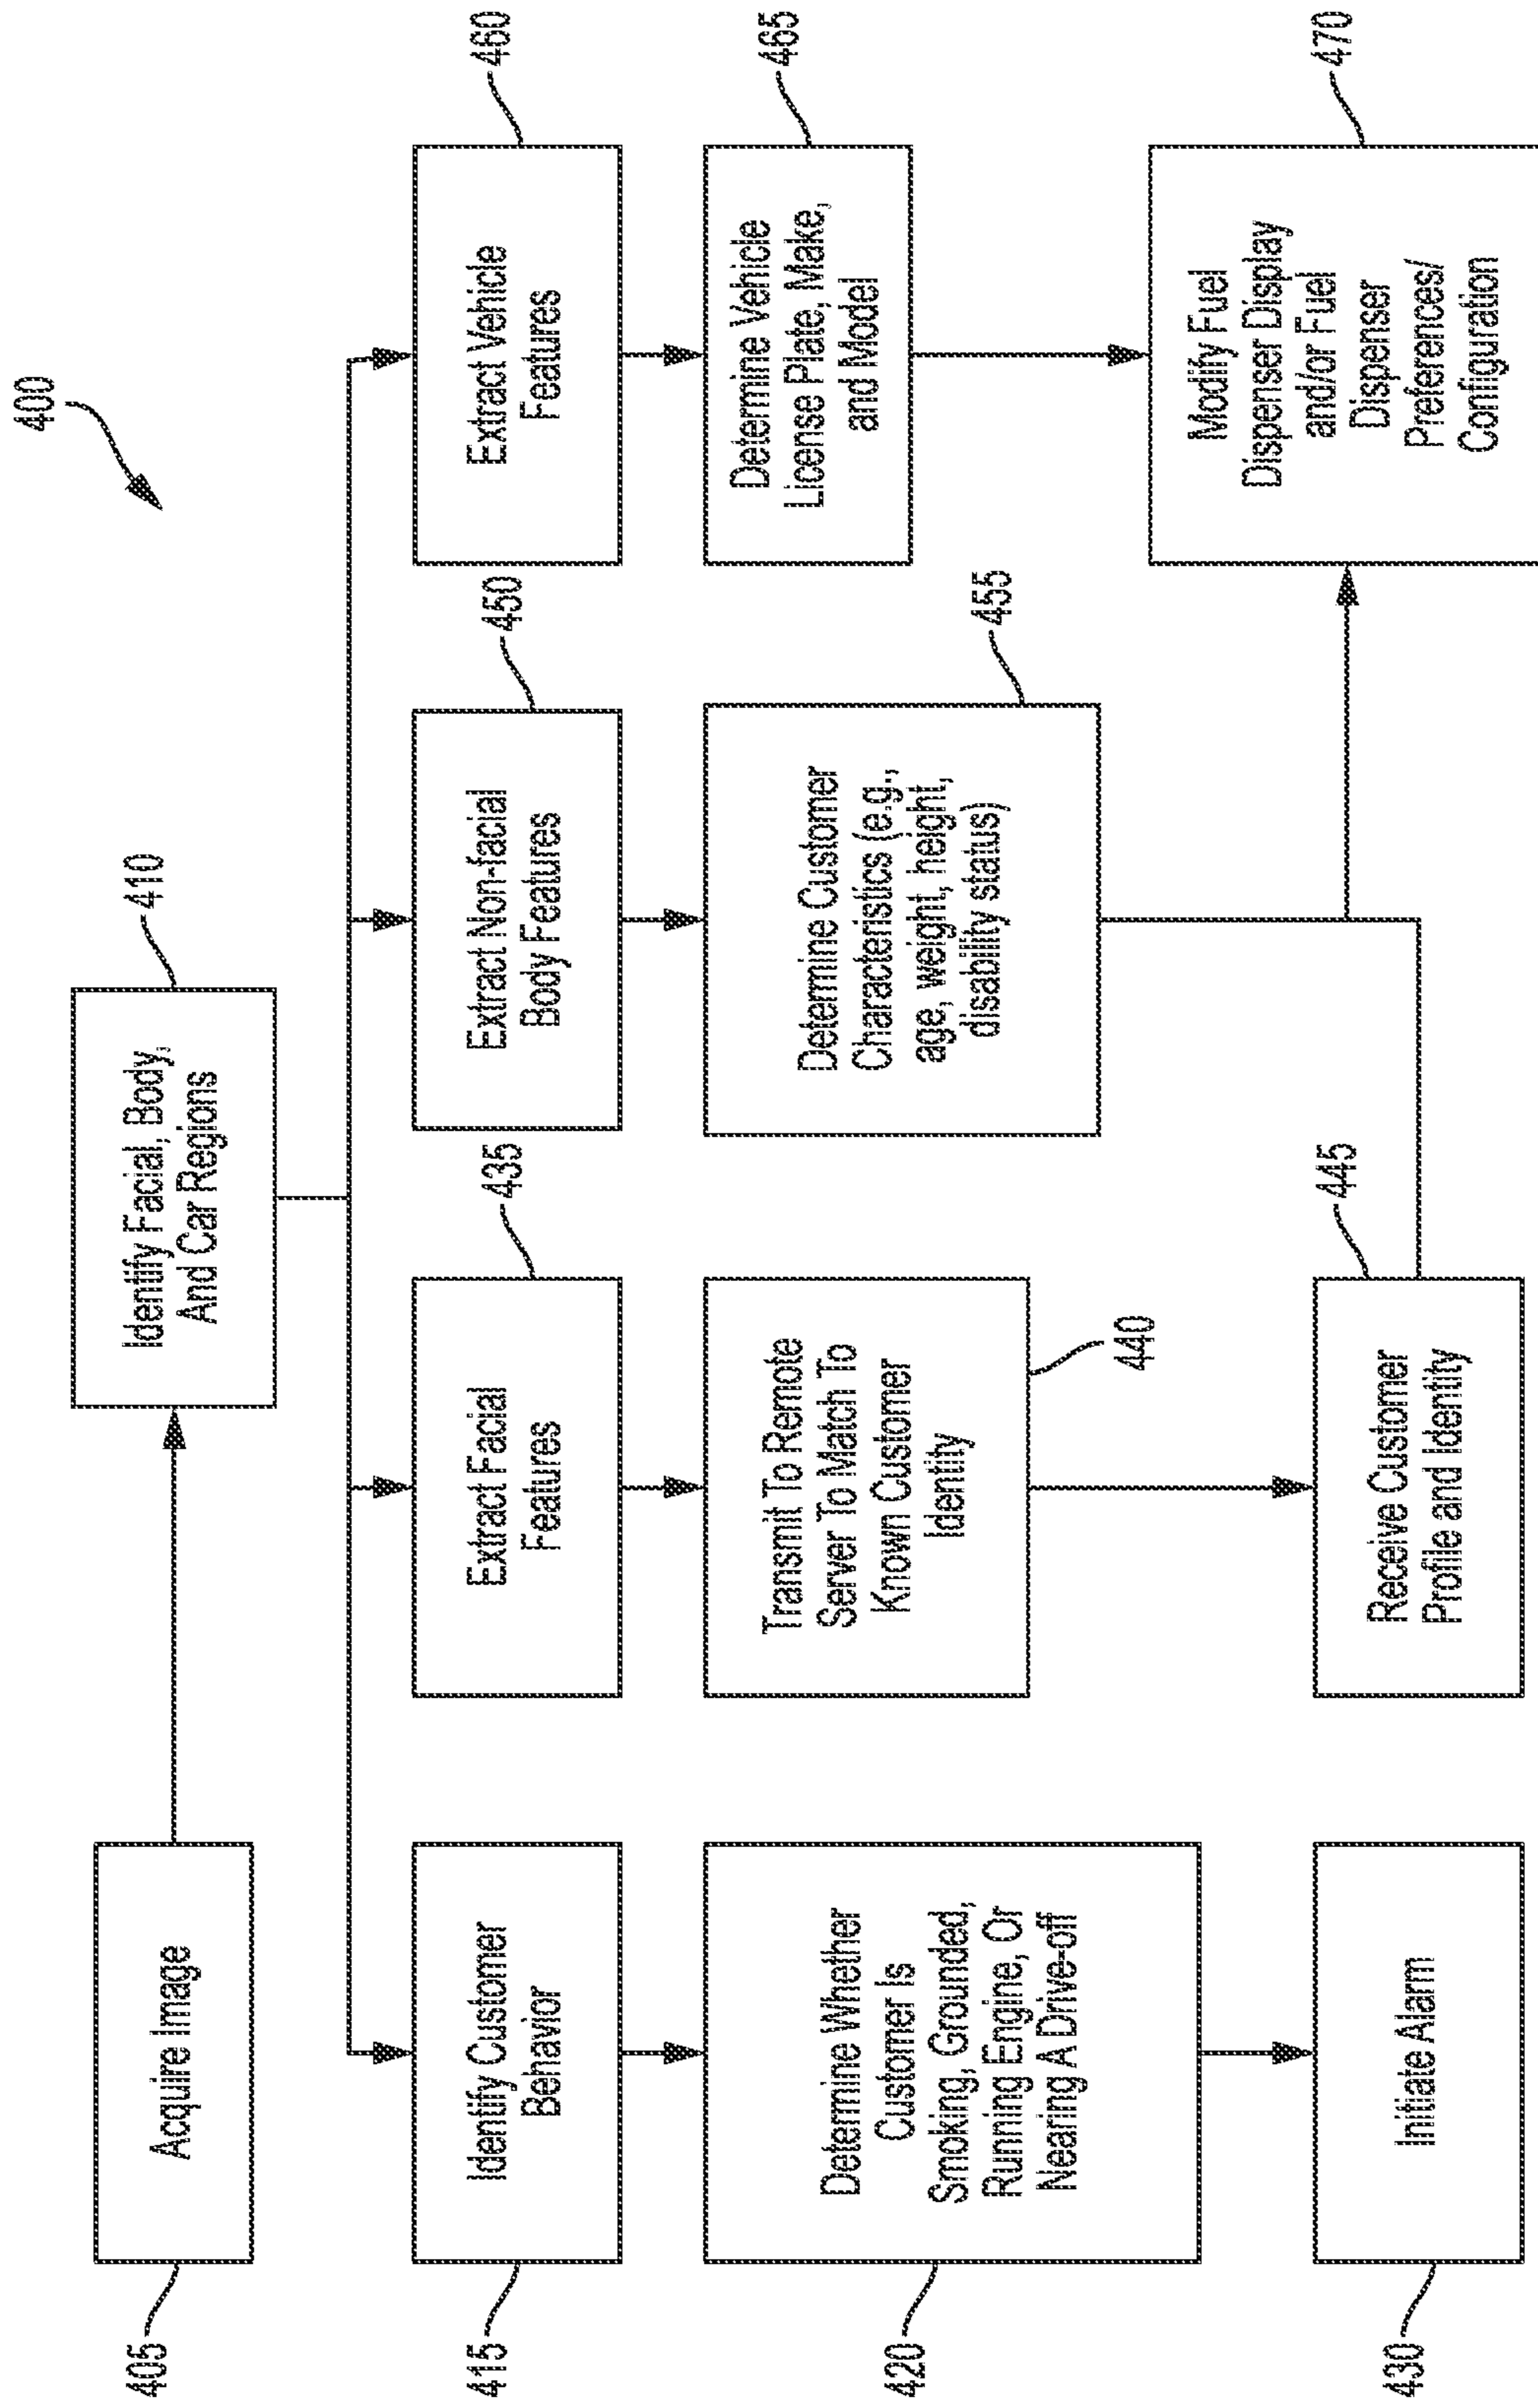 400
405
Acquire Image
410
Identify Facial, Body,
And Car Regions
415
Identify Customer
Behavior
420
Determine Whether
Customer Is
Smoking, Grounded,
Running Engine, Or
Nearing A Drive-off
430
Initiate Alarm
435
Extract Facial
Features
440
Transmit To Remote
Server To Match To
Known Customer
Identity
445
Receive Customer
Profile and Identity
450
Extract Non-facial
Body Features
455
Determine Customer
Characteristics (e.g.,
age, weight, height,
disability status)
460
Extract Vehicle
Features
465
Determine Vehicle
License Plate, Make,
and Model
470
Modify Fuel
Dispenser Display
and/or Fuel
Dispenser
Preferences/
Configuration